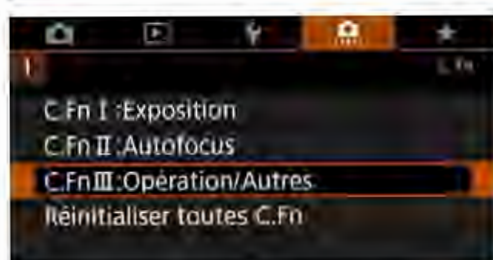 C.Fn
C.Fn I :Exposition
C.Fn II :Autofocus
C.Fn III :Opération/Autres
Réinitialiser toutes C.Fn